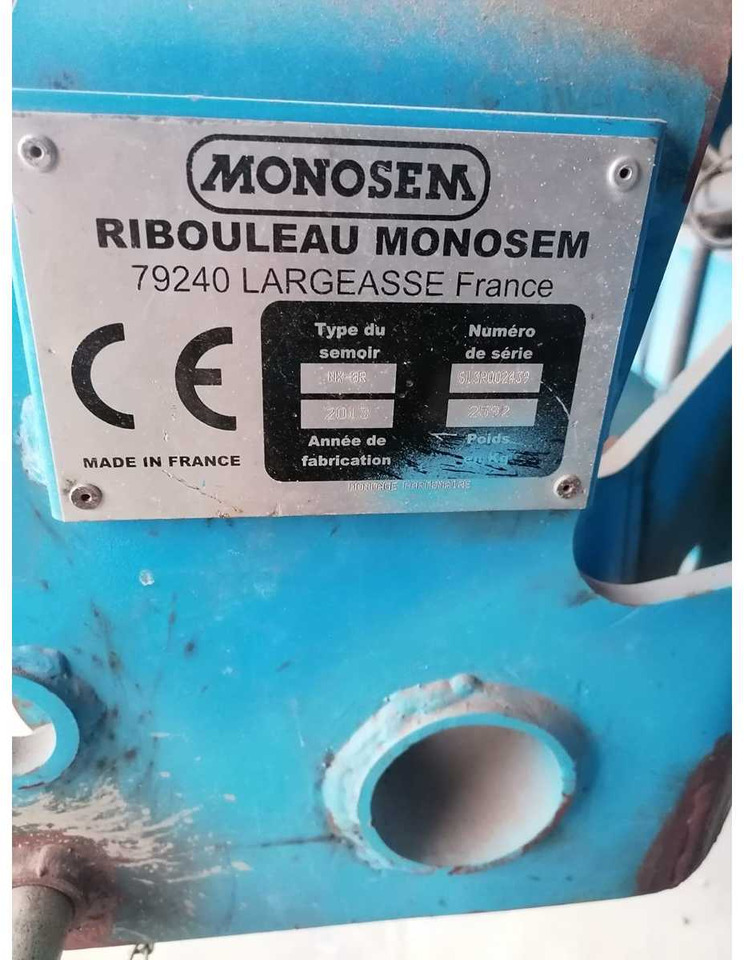 MONOSEM
RIBOULEAU MONOSEM
79240 LARGEASSE France
CE
Type du semoir
Numéro de série
2013
Année de fabrication
Poids
MADE IN FRANCE